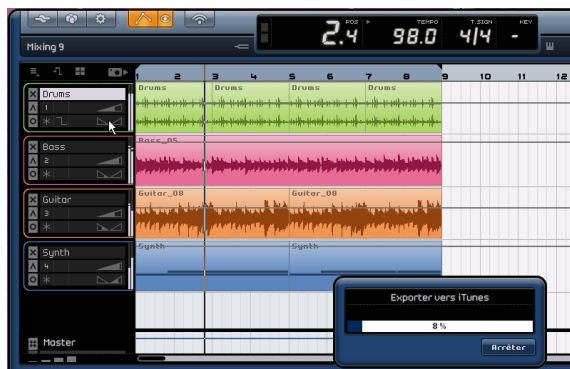 POS TEMPO T.SIGN KEY
2.4 98.0 4|4 -
Mixing 9
1 2 3 4 5 6 7 8 9 10 11 12
Drums
1
Drums Drums Drums
Bass
2
Bass_05
Guitar
3
Guitar_08 Guitar_08
Synth
4
Synth Synth
Exporter vers iTunes
8 %
Arrêter
Master